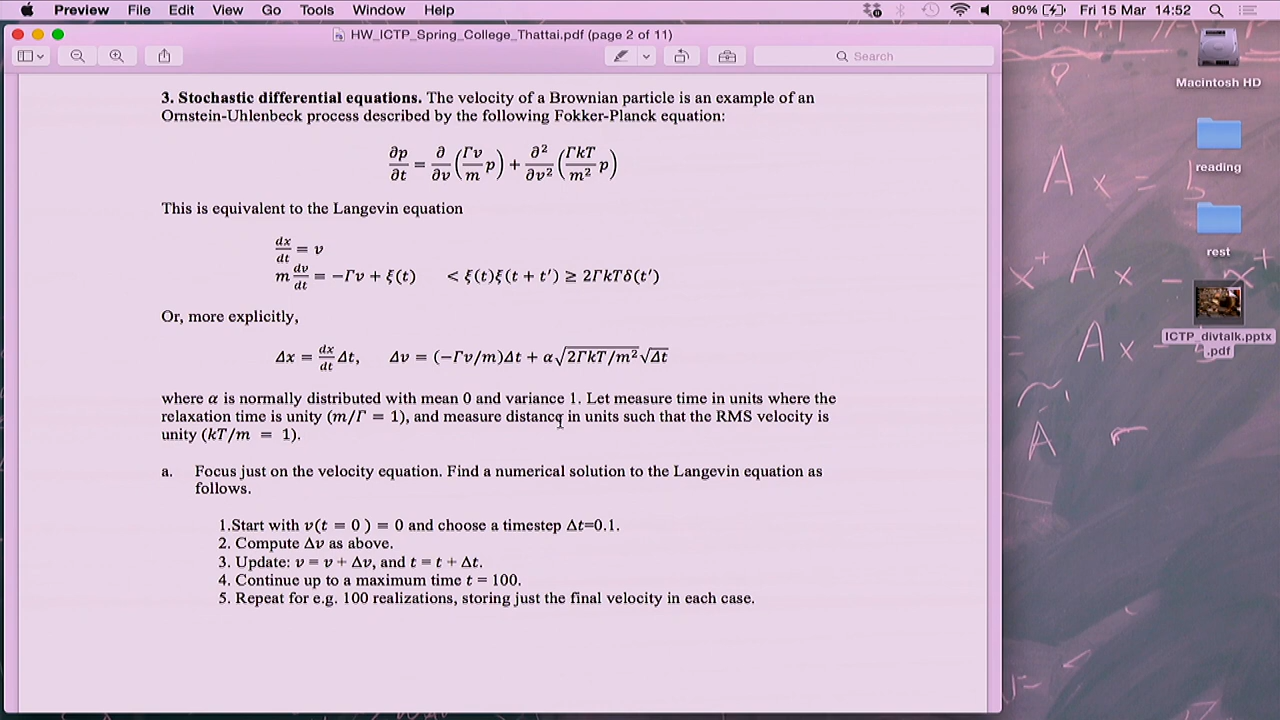 Preview File Edit View Go Tools Window Help 90% Fri 15 Mar 14:52
HW_ICTP_Spring_College_Thattai.pdf (page 2 of 11)
Search
3. Stochastic differential equations. The velocity of a Brownian particle is an example of an
Ornstein-Uhlenbeck process described by the following Fokker-Planck equation:
∂p/∂t = ∂/∂v (Γv/m p) + ∂²/∂v² (ΓkT/m² p)
This is equivalent to the Langevin equation
dx/dt = v
m dv/dt = −Γv + ξ(t) < ξ(t)ξ(t + t′) ≥ 2ΓkTδ(t′)
Or, more explicitly,
Δx = dx/dt Δt, Δv = (−Γv/m)Δt + α√2ΓkT/m² √Δt
where α is normally distributed with mean 0 and variance 1. Let measure time in units where the
relaxation time is unity (m/Γ = 1), and measure distance in units such that the RMS velocity is
unity (kT/m = 1).
a. Focus just on the velocity equation. Find a numerical solution to the Langevin equation as
follows.
1.Start with v(t = 0 ) = 0 and choose a timestep Δt=0.1.
2. Compute Δv as above.
3. Update: v = v + Δv, and t = t + Δt.
4. Continue up to a maximum time t = 100.
5. Repeat for e.g. 100 realizations, storing just the final velocity in each case.
Macintosh HD
reading
rest
ICTP_divtalk.pptx
.pdf
A x = b